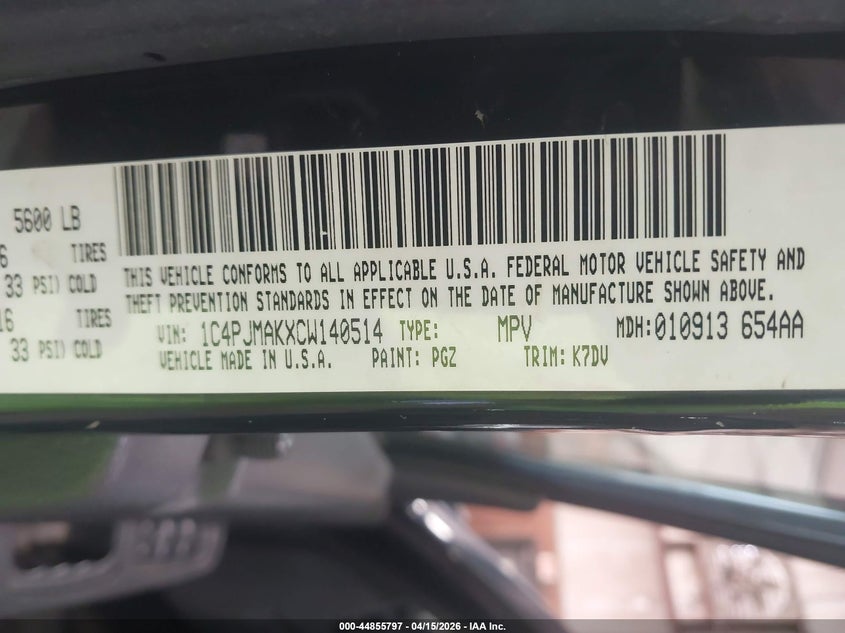 5600 LB
6 TIRES
33 PSI) COLD
16 TIRES
33 PSI) COLD
THIS VEHICLE CONFORMS TO ALL APPLICABLE U.S.A. FEDERAL MOTOR VEHICLE SAFETY AND
THEFT PREVENTION STANDARDS IN EFFECT ON THE DATE OF MANUFACTURE SHOWN ABOVE.
VIN: 1C4PJMAKXCW140514 TYPE: MPV MDH:010913 654AA
VEHICLE MADE IN U.S.A. PAINT: PGZ TRIM: K7DV
000-44855797 - 04/15/2026 - IAA Inc.